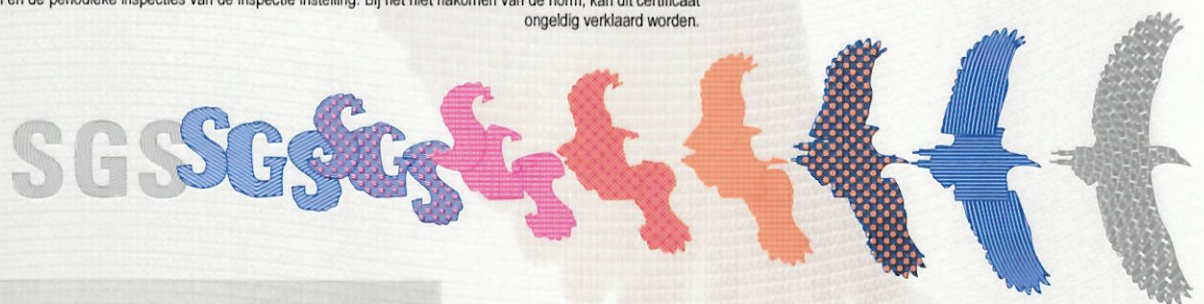 en de periodieke inspecties van de inspectie instelling. Bij het niet nakomen van de norm, kan dit certificaat
ongeldig verklaard worden.
SGS SGS SGS